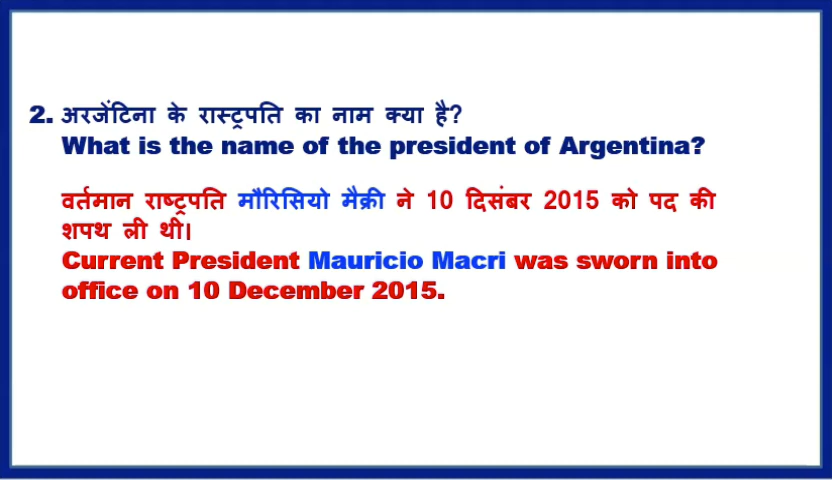 2. अरजेंटिना के रास्ट्रपति का नाम क्या है?
What is the name of the president of Argentina?
वर्तमान राष्ट्रपति मौरिसियो मैक्री ने 10 दिसंबर 2015 को पद की
शपथ ली थी।
Current President Mauricio Macri was sworn into
office on 10 December 2015.